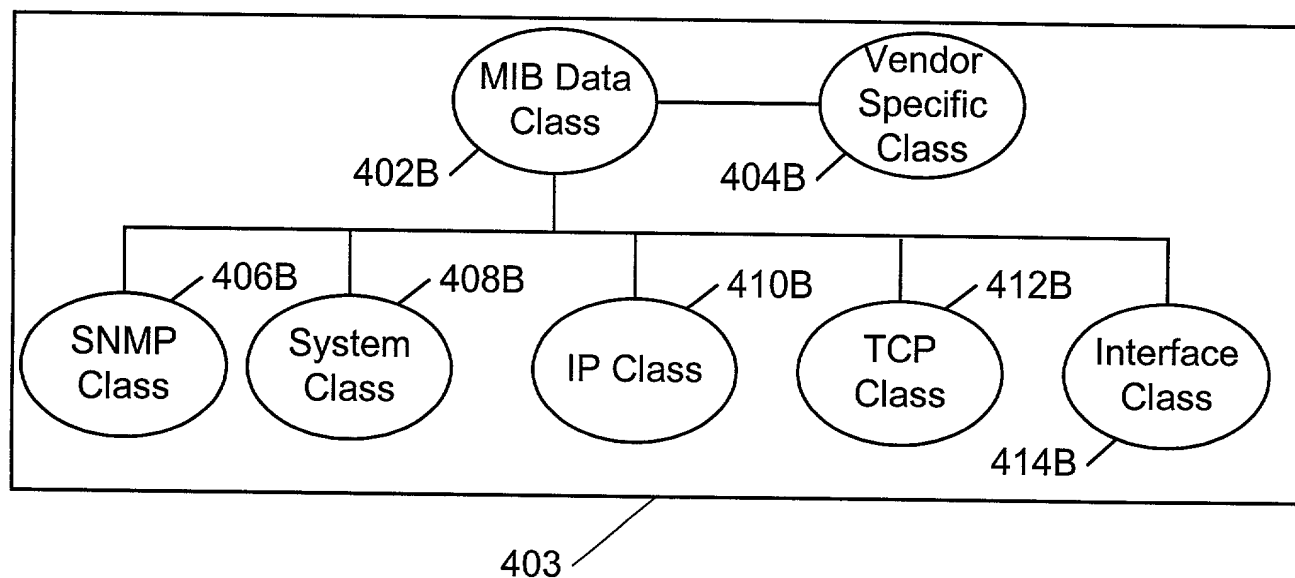 MIB Data
Class
Vendor
Specific
Class
402B
404B
406B
408B
410B
412B
SNMP
Class
System
Class
IP Class
TCP
Class
Interface
Class
414B
403